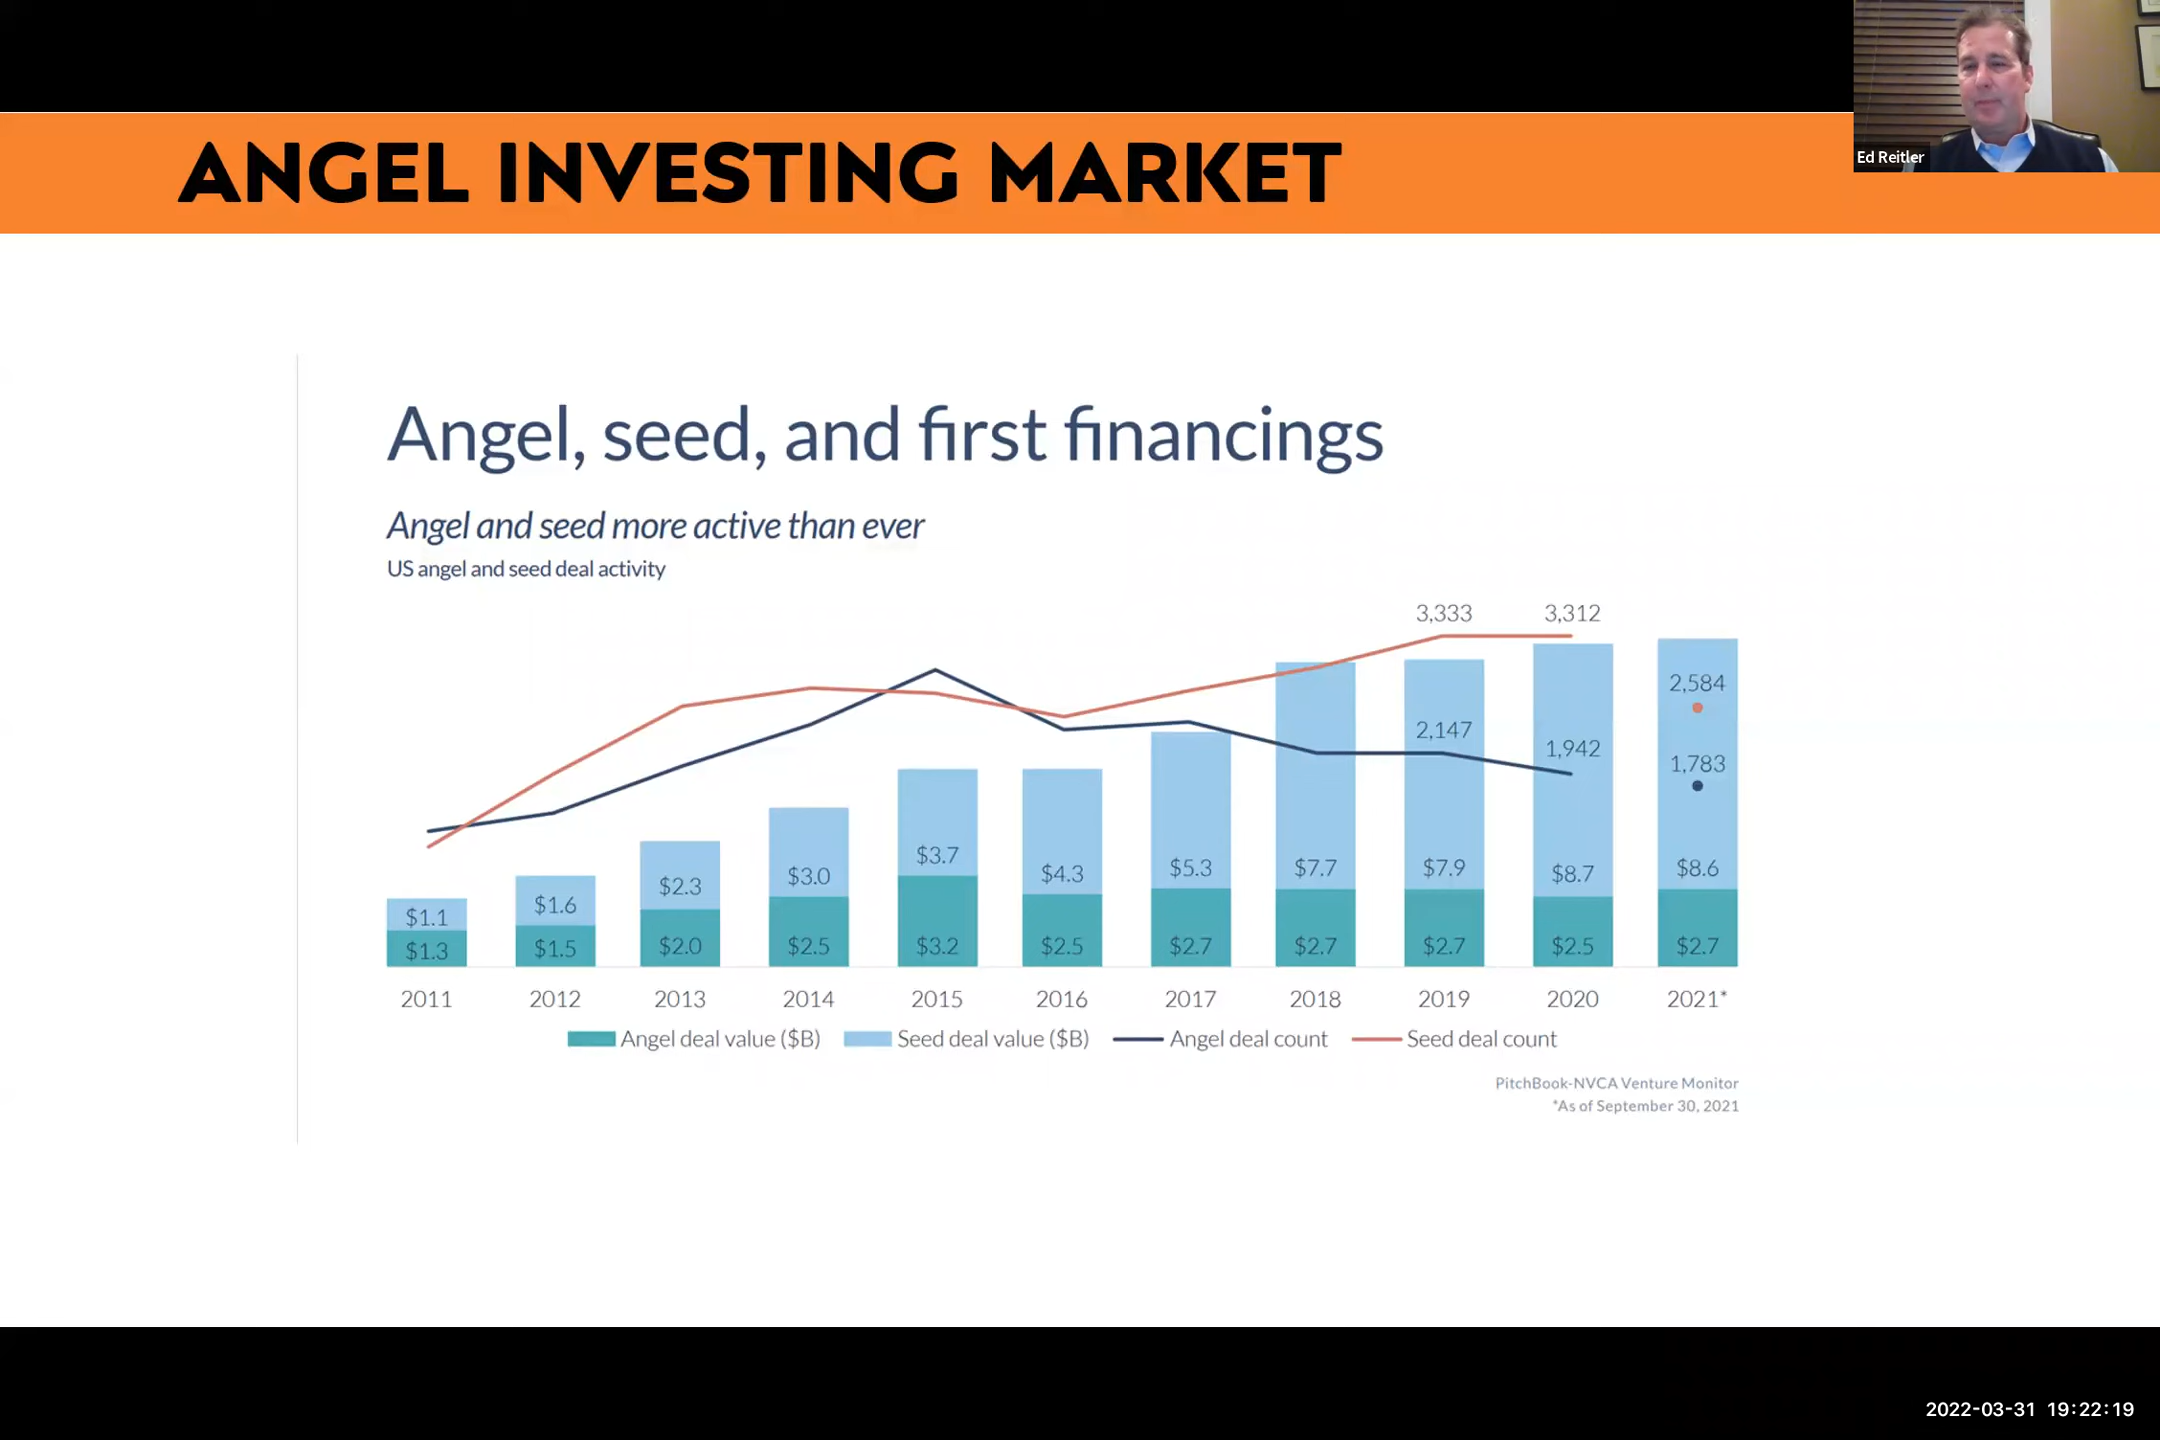 Ed Reitler
ANGEL INVESTING MARKET
Angel, seed, and first financings
Angel and seed more active than ever
US angel and seed deal activity
3,333 3,312
2,584
2,147 1,942 1,783
$1.1 $1.6 $2.3 $3.0 $3.7 $4.3 $5.3 $7.7 $7.9 $8.7 $8.6
$1.3 $1.5 $2.0 $2.5 $3.2 $2.5 $2.7 $2.7 $2.7 $2.5 $2.7
2011 2012 2013 2014 2015 2016 2017 2018 2019 2020 2021*
Angel deal value ($B) Seed deal value ($B) Angel deal count Seed deal count
PitchBook-NVCA Venture Monitor
*As of September 30, 2021
2022-03-31 19:22:19